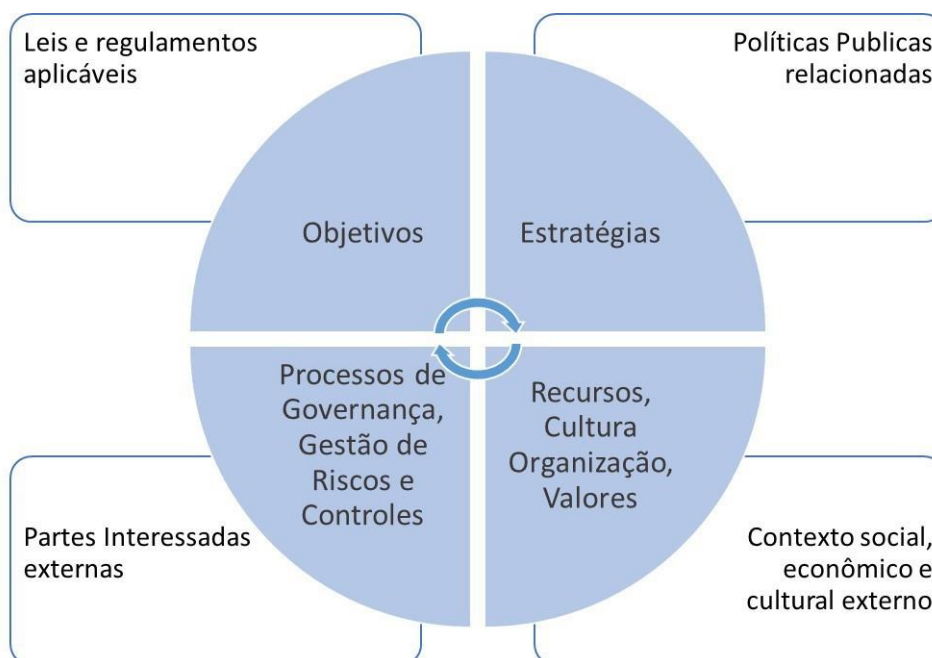 Leis e regulamentos
aplicáveis
Políticas Publicas
relacionadas
Objetivos
Estratégias
Processos de
Governança,
Gestão de
Riscos e
Controles
Recursos,
Cultura
Organização,
Valores
Partes Interessadas
externas
Contexto social,
econômico e
cultural externo